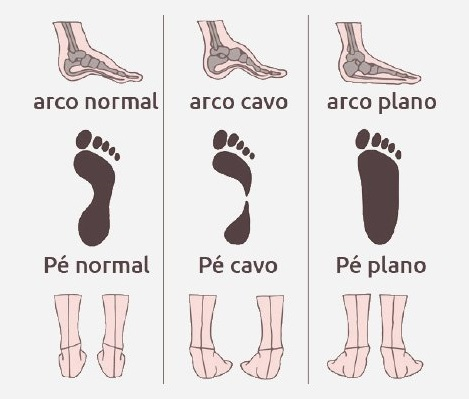 arco normal
arco cavo
arco plano
Pé normal
Pé cavo
Pé plano